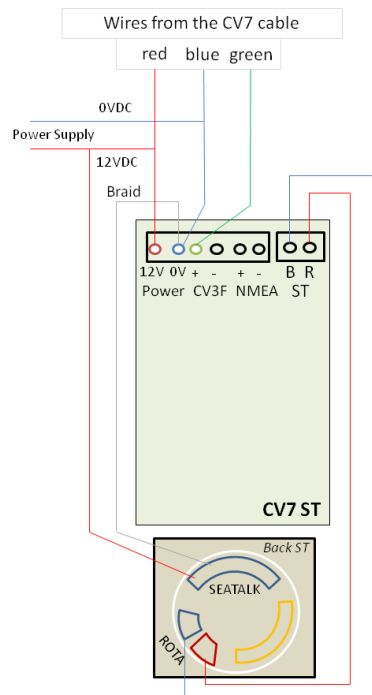 Wires from the CV7 cable
red blue green
0VDC
Power Supply
12VDC
Braid
12V 0V + - + - B R
Power CV3F NMEA ST
CV7 ST
Back ST
SEATALK
ROTA